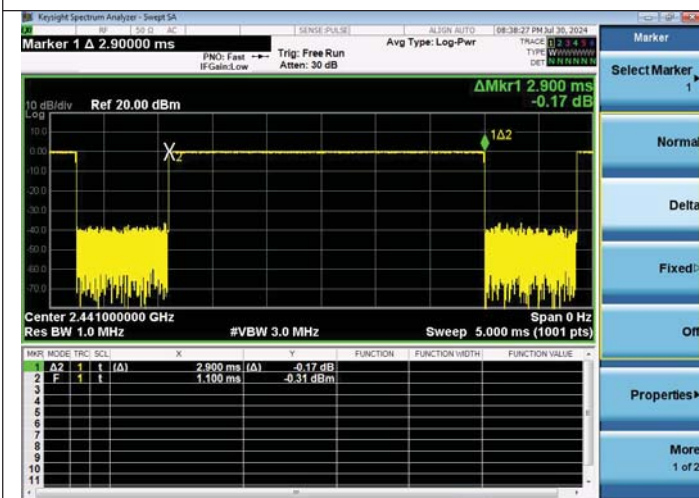 Keysight Spectrum Analyzer - Swept SA
RF 50 Ω AC SENSE:PULSE ALIGN AUTO 08:38:27 PM Jul 30, 2024
Marker 1 Δ 2.90000 ms
PNO: Fast
IFGain:Low
Trig: Free Run
Atten: 30 dB
Avg Type: Log-Pwr
TRACE 1 2 3 4 5 6
TYPE W
DET N N N N N N
ΔMkr1 2.900 ms
-0.17 dB
10 dB/div Ref 20.00 dBm
Log
10.0
0.00
-10.0
-20.0
-30.0
-40.0
-50.0
-60.0
-70.0
X2
1Δ2
Center 2.441000000 GHz Span 0 Hz
Res BW 1.0 MHz #VBW 3.0 MHz Sweep 5.000 ms (1001 pts)
MKR MODE TRC SCL X Y FUNCTION FUNCTION WIDTH FUNCTION VALUE
1 Δ2 1 t (Δ) 2.900 ms (Δ) -0.17 dB
2 F 1 t 1.100 ms -0.31 dBm
3
4
5
6
7
8
9
10
11
Marker
Select Marker
1
Normal
Delta
Fixed
Off
Properties
More
1 of 2